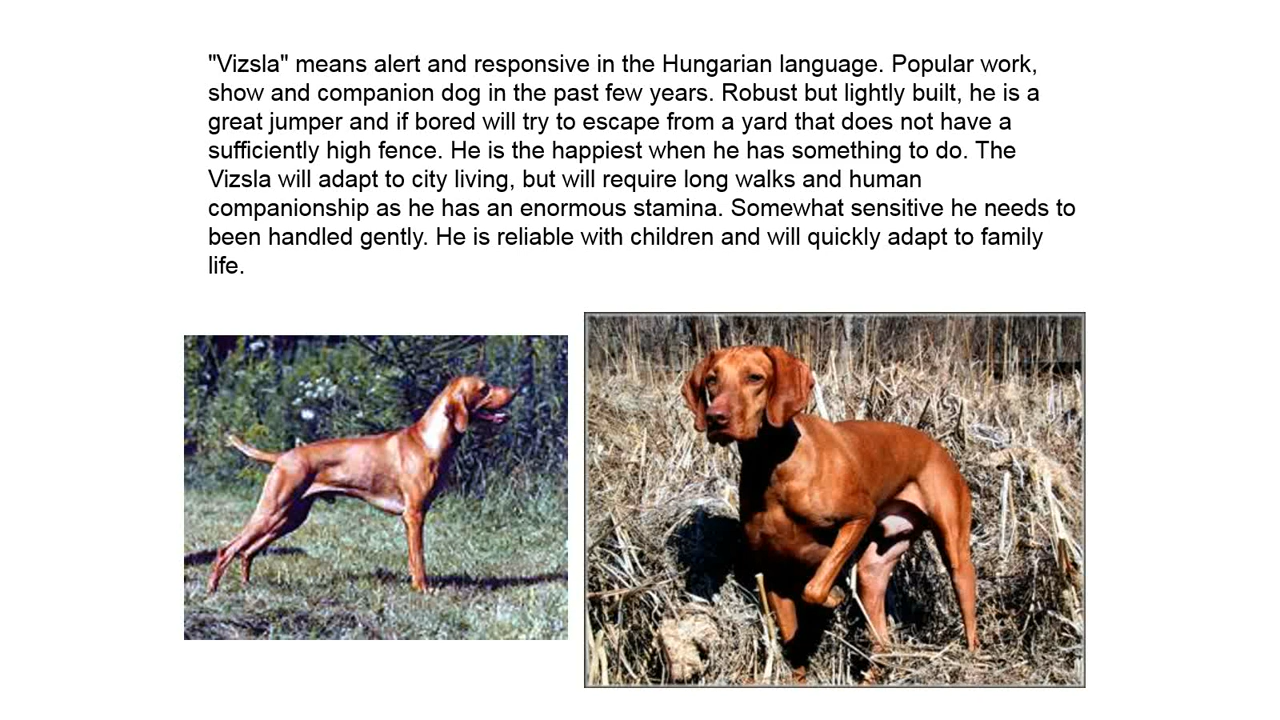 "Vizsla" means alert and responsive in the Hungarian language. Popular work,
show and companion dog in the past few years. Robust but lightly built, he is a
great jumper and if bored will try to escape from a yard that does not have a
sufficiently high fence. He is the happiest when he has something to do. The
Vizsla will adapt to city living, but will require long walks and human
companionship as he has an enormous stamina. Somewhat sensitive he needs to
been handled gently. He is reliable with children and will quickly adapt to family
life.